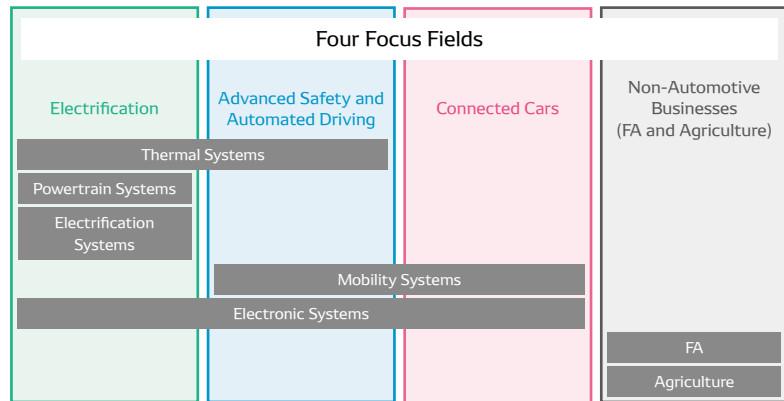 Four Focus Fields
Electrification
Advanced Safety and
Automated Driving
Connected Cars
Non-Automotive
Businesses
(FA and Agriculture)
Thermal Systems
Powertrain Systems
Electrification
Systems
Mobility Systems
Electronic Systems
FA
Agriculture